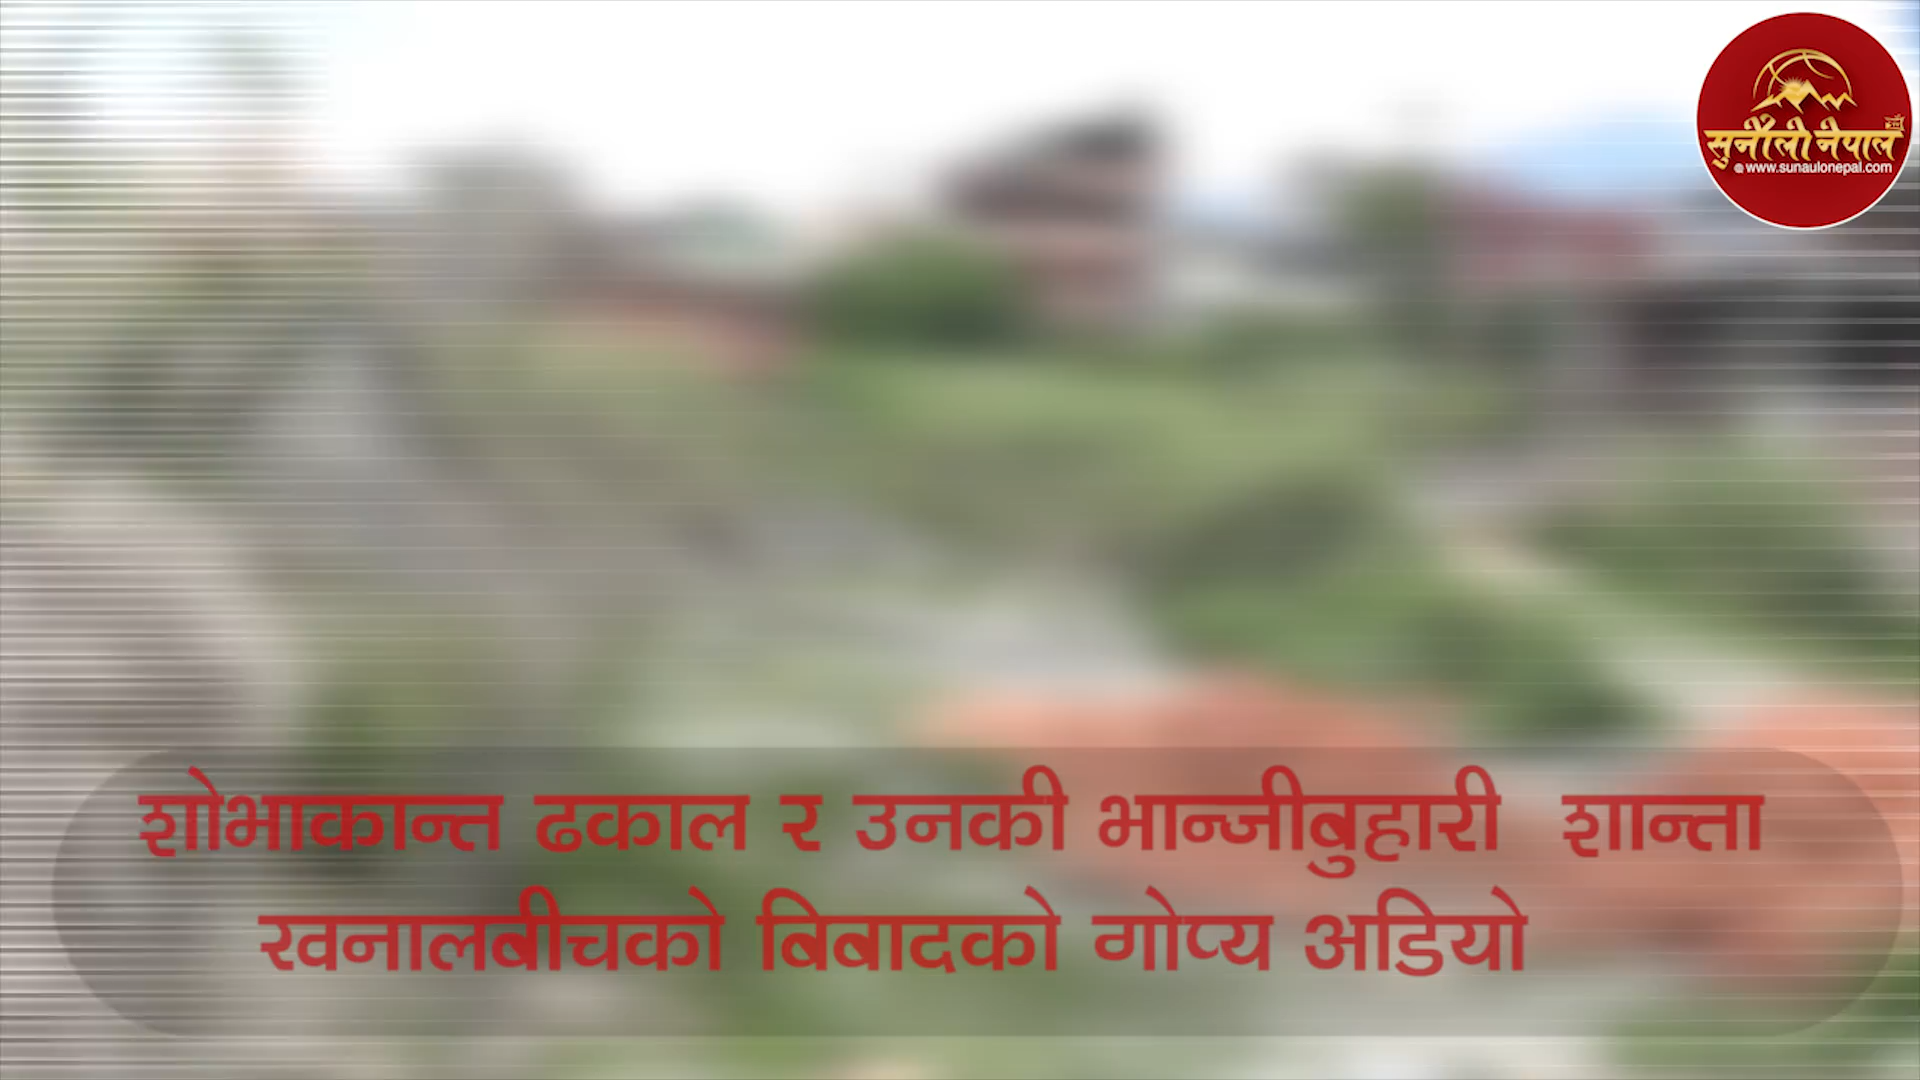 सुनौलो नेपाल
www.sunaulonepal.com
शोभाकान्त ढकाल र उनकी भान्जीबुहारी शान्ता
खनालबीचको बिबादको गोप्य अडियो